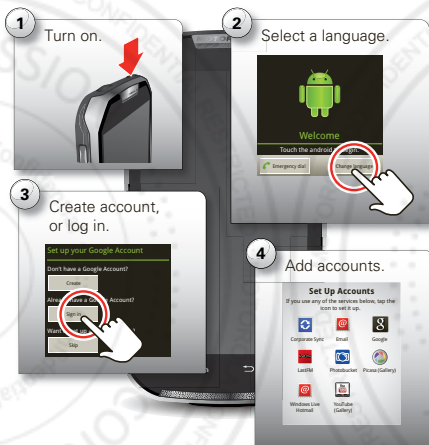 1
Turn on.
2
Select a language.
Welcome
Touch the android to begin.
Emergency dial
Change language
3
Create account,
or log in.
Set up your Google Account
Don't have a Google Account?
Create
Already have a Google Account?
Sign in
Want
Skip
4
Add accounts.
Set Up Accounts
If you use any of the services below, tap the
icon to set it up.
Corporate Sync
Email
Google
LastFM
Photobucket
Picasa (Gallery)
Windows Live
Hotmail
YouTube
(Gallery)